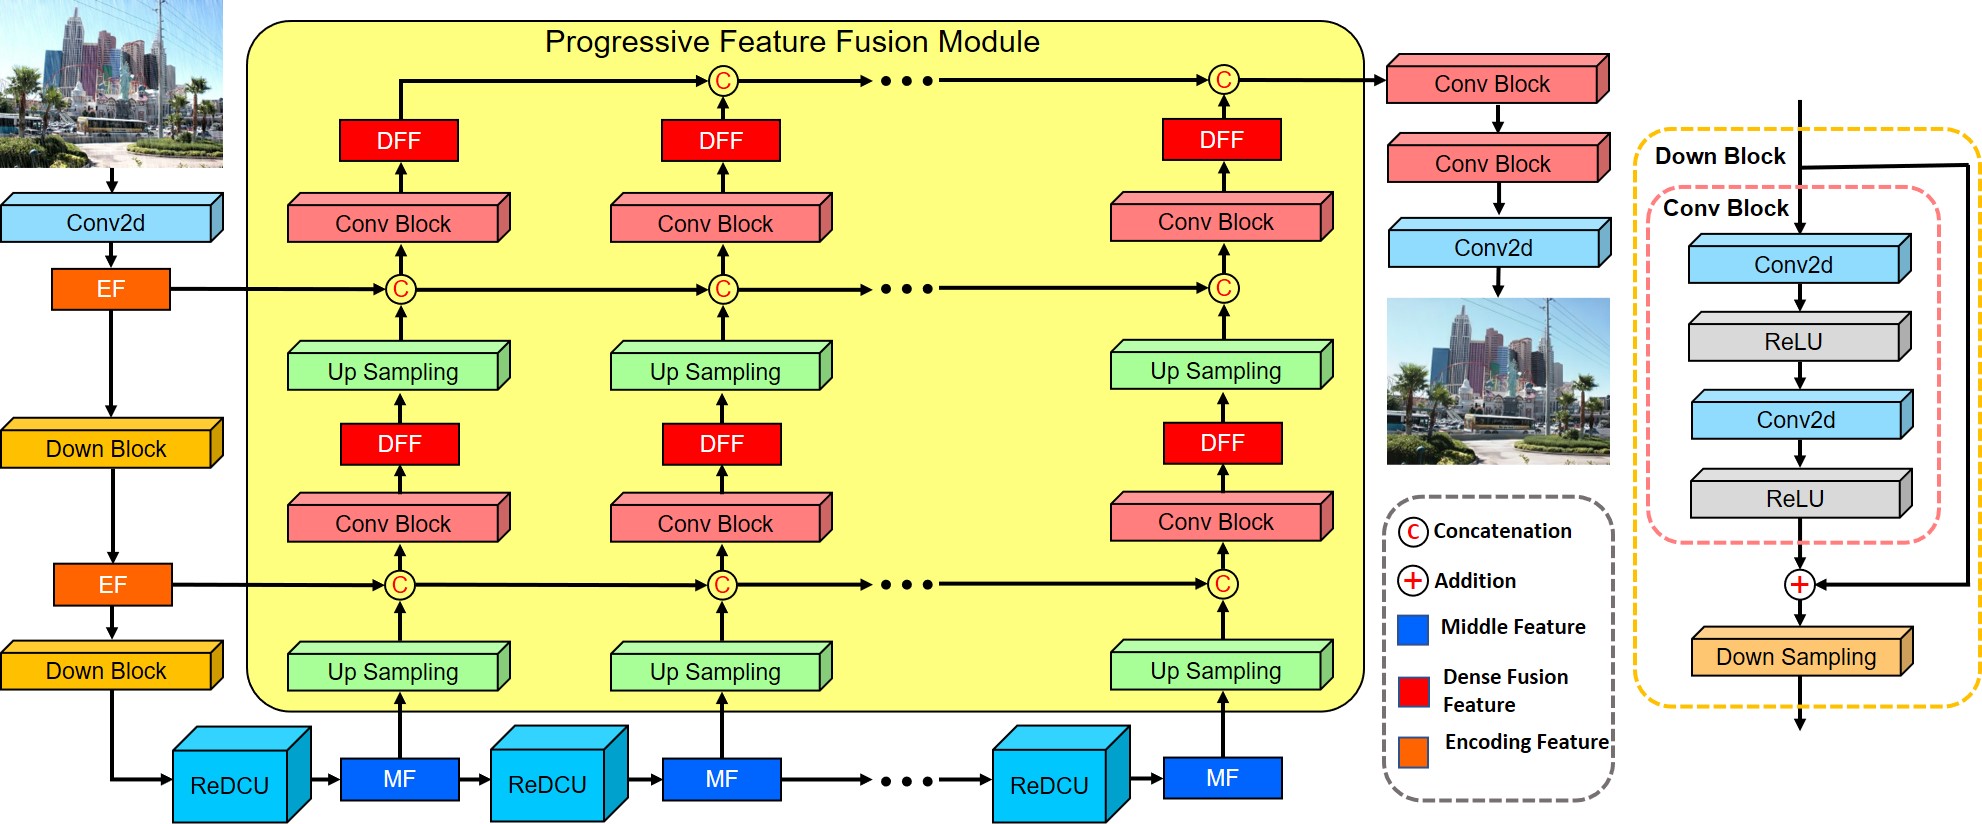 Progressive Feature Fusion Module
C
C
Conv Block
DFF
DFF
DFF
Conv Block
Down Block
Conv2d
Conv Block
Conv Block
Conv Block
Conv Block
Conv2d
Conv2d
EF
C
C
C
ReLU
Up Sampling
Up Sampling
Up Sampling
Conv2d
Down Block
DFF
DFF
DFF
ReLU
Conv Block
Conv Block
Conv Block
C Concatenation
EF
C
C
C
+ Addition
+
Middle Feature
Down Block
Up Sampling
Up Sampling
Up Sampling
Dense Fusion
Feature
Down Sampling
Encoding Feature
ReDCU
MF
ReDCU
MF
ReDCU
MF